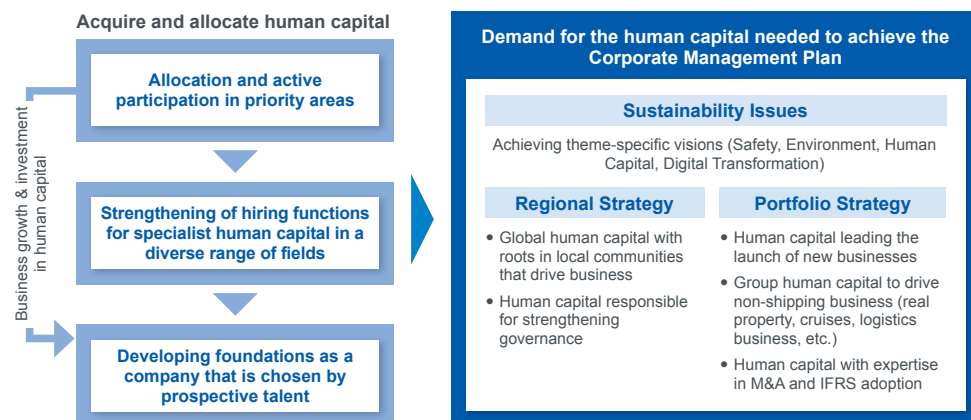 Acquire and allocate human capital
Allocation and active
participation in priority areas
Strengthening of hiring functions
for specialist human capital in a
diverse range of fields
Developing foundations as a
company that is chosen by
prospective talent
Business growth & investment
in human capital
Demand for the human capital needed to achieve the
Corporate Management Plan
Sustainability Issues
Achieving theme-specific visions (Safety, Environment, Human
Capital, Digital Transformation)
Regional Strategy
• Global human capital with
roots in local communities
that drive business
• Human capital responsible
for strengthening
governance
Portfolio Strategy
• Human capital leading the
launch of new businesses
• Group human capital to drive
non-shipping business (real
property, cruises, logistics
business, etc.)
• Human capital with expertise
in M&A and IFRS adoption